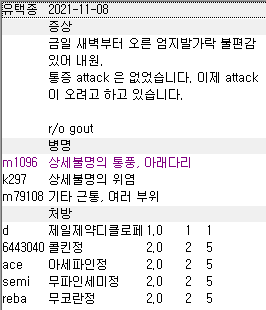 유택종 2021-11-08
증상
금일 새벽부터 오른 엄지발가락 불편감
있어 내원.
통증 attack 은 없었습니다. 이제 attack
이 오려고 하고 있습니다.
r/o gout
병명
m1096 상세불명의 통풍, 아래다리
k297 상세불명의 위염
m79108 기타 근통, 여러 부위
처방
d 제일제약디클로페 1.0 1 1
6443040 콜킨정 2.0 2 5
ace 아세파인정 2.0 2 5
semi 무파인세미정 2.0 2 5
reba 무코란정 2.0 2 5